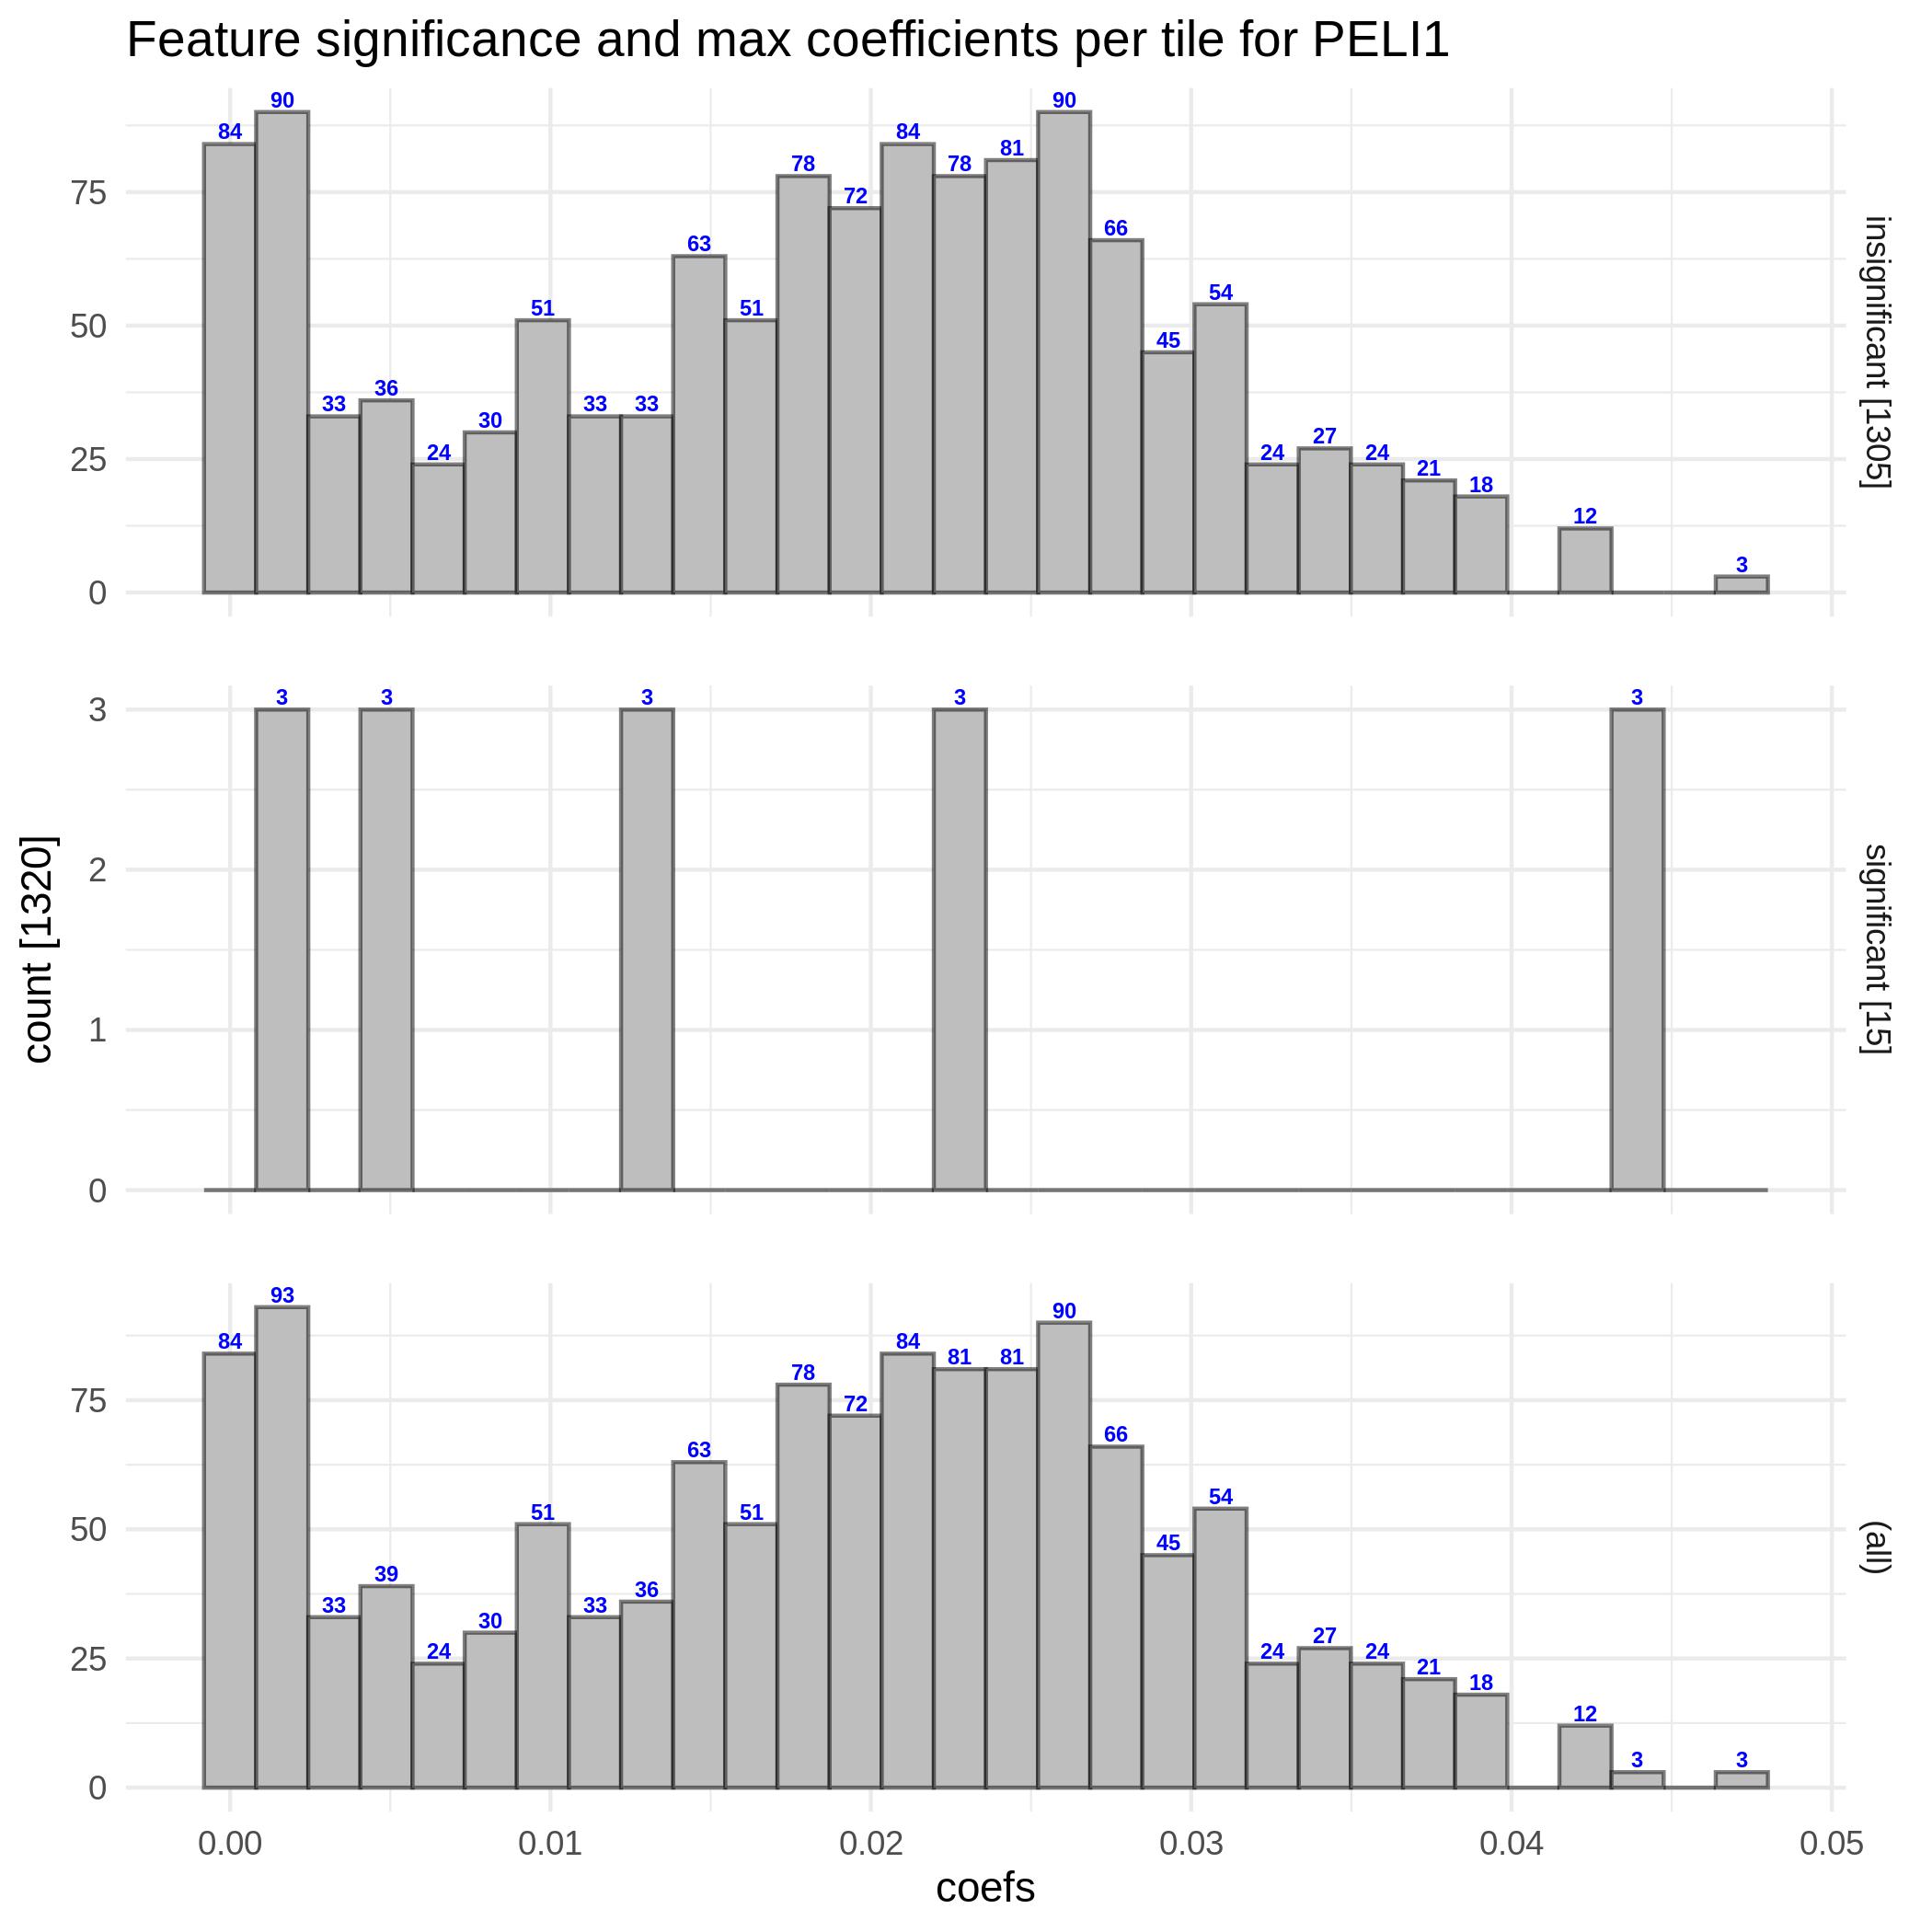 Feature significance and max coefficients per tile for PELI1
84 90 33 36 24 30 51 33 33 63 51 78 72 84 78 81 90 66 45 54 24 27 24 21 18 12 3
75
50
25
0
insignificant [1305]
3 3 3 3 3
3
2
1
0
significant [15]
count [1320]
84 93 33 39 24 30 51 33 36 63 51 78 72 84 81 81 90 66 45 54 24 27 24 21 18 12 3 3
75
50
25
0
(all)
0.00 0.01 0.02 0.03 0.04 0.05
coefs